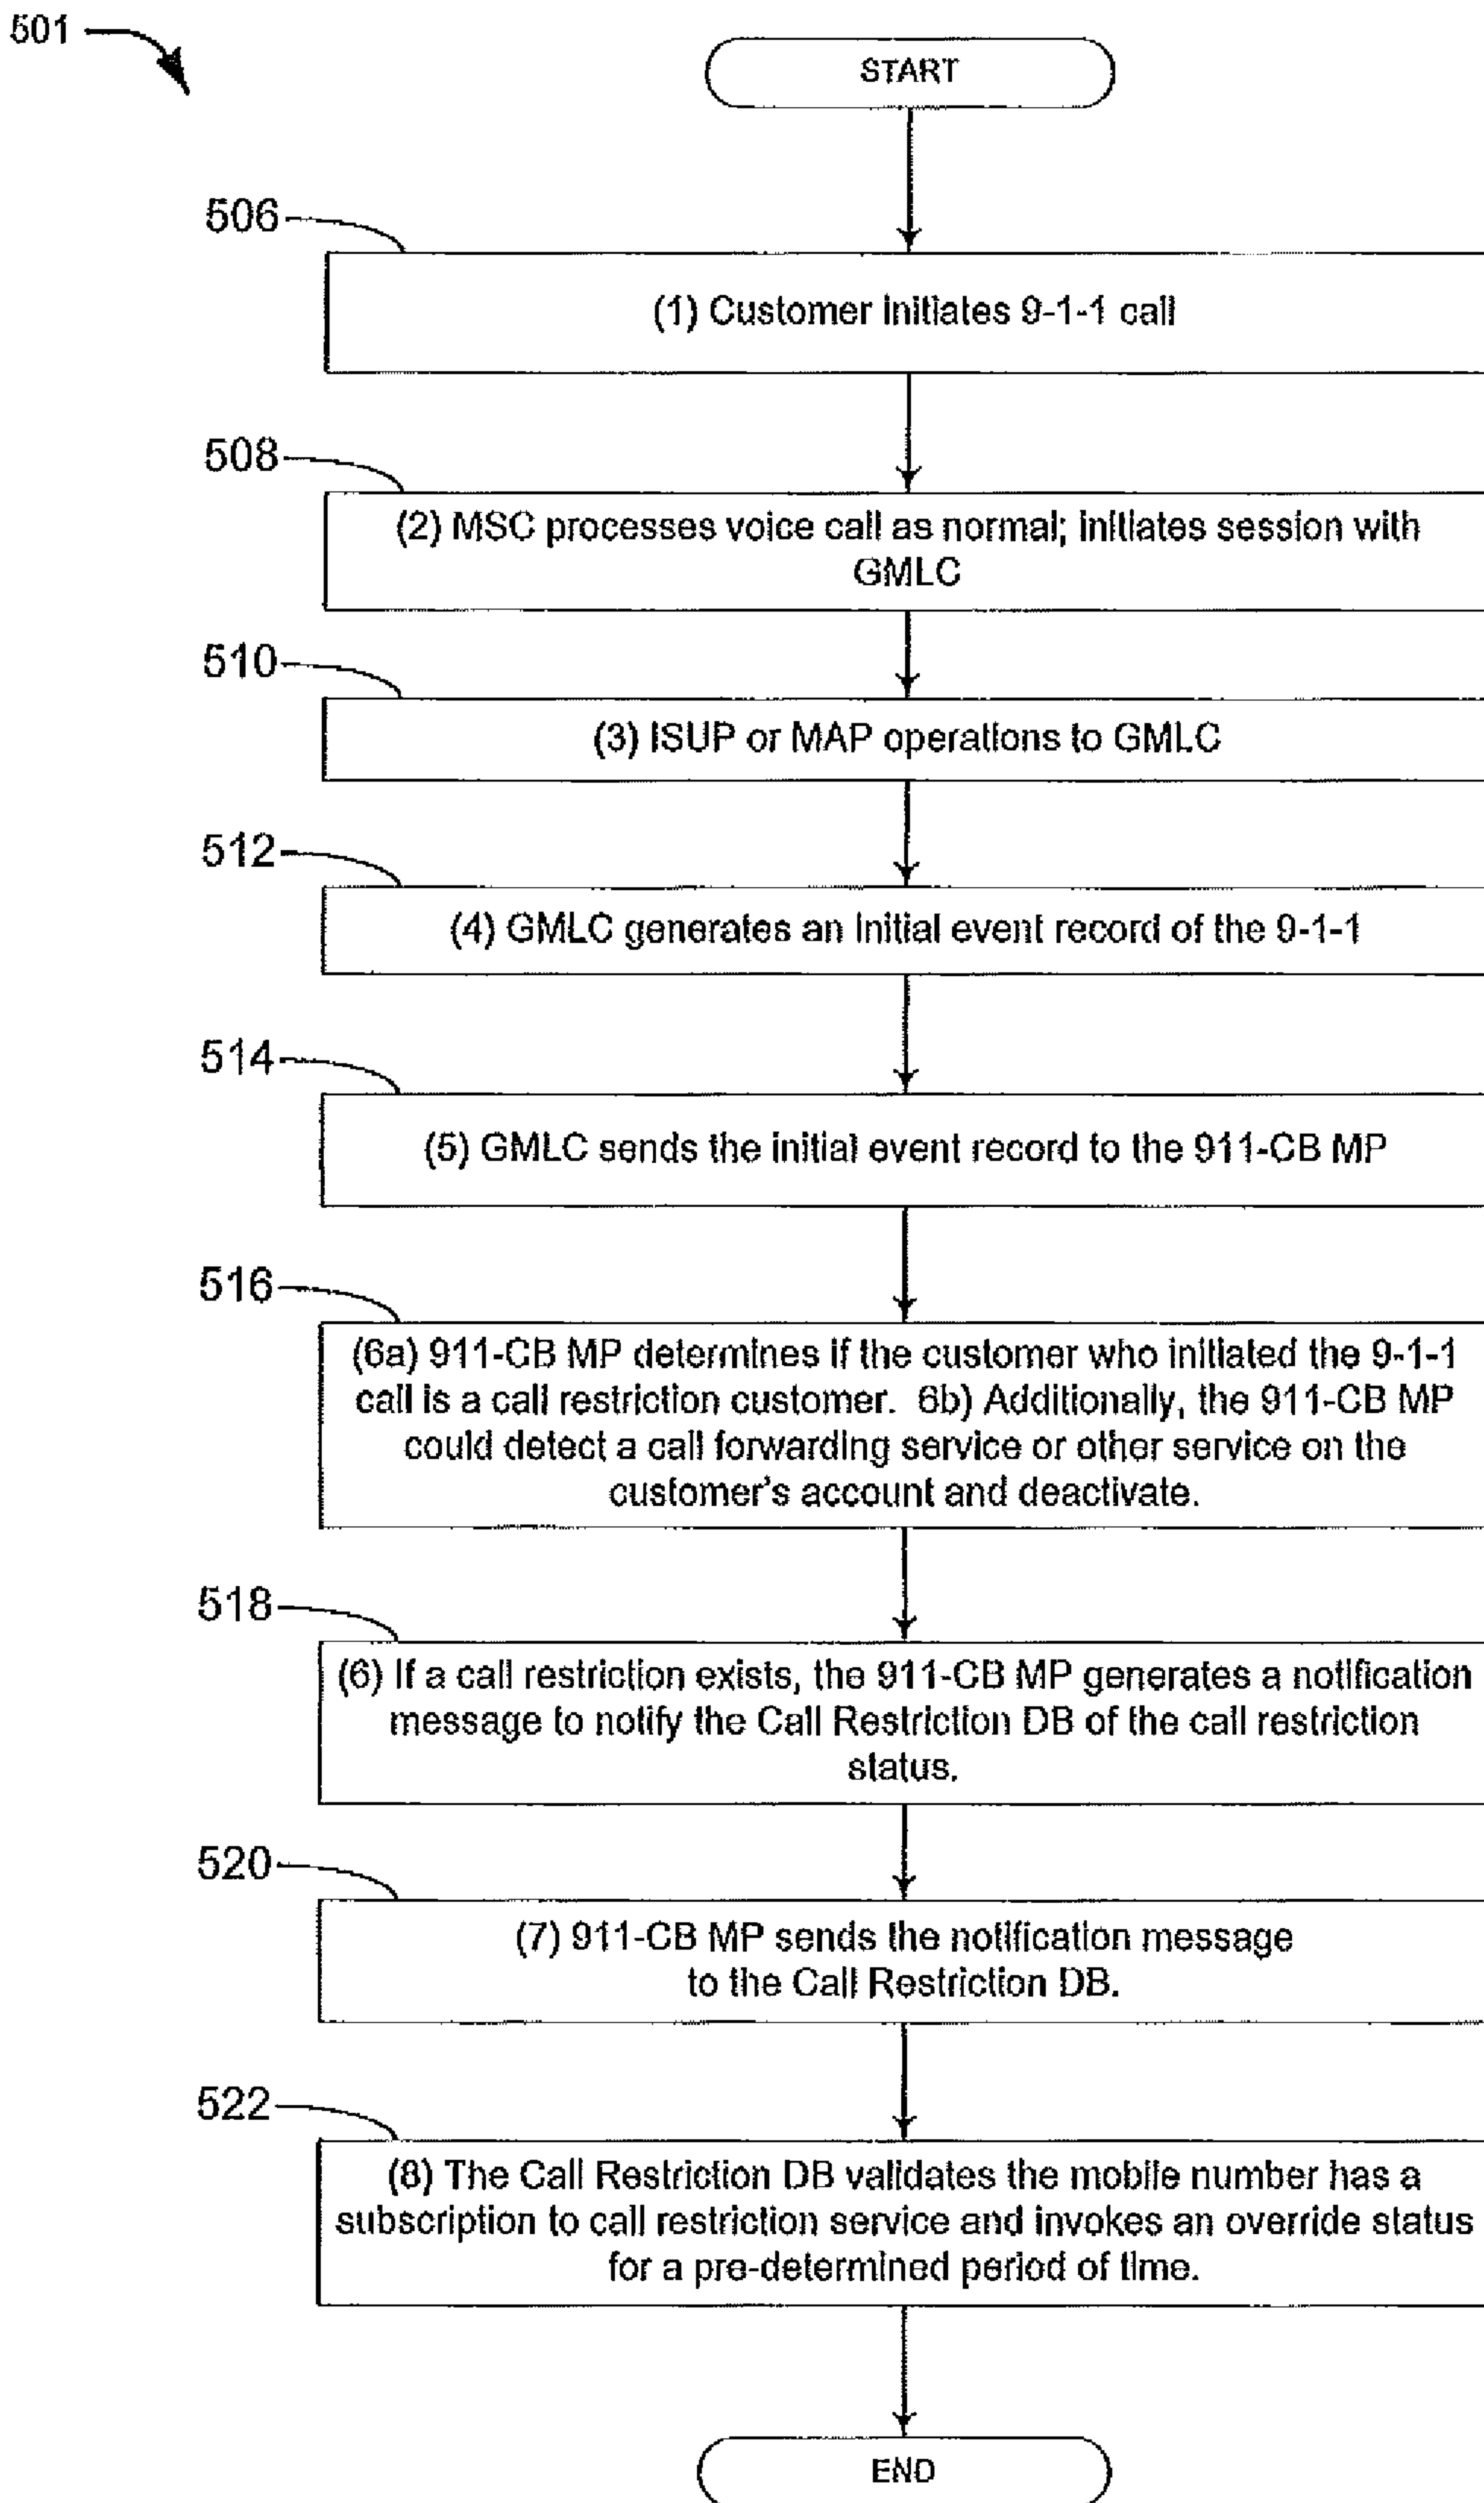 501
START
506
(1) Customer initiates 9-1-1 call
508
(2) MSC processes voice call as normal; initiates session with
GMLC
510
(3) ISUP or MAP operations to GMLC
512
(4) GMLC generates an initial event record of the 9-1-1
514
(5) GMLC sends the initial event record to the 911-CB MP
516
(6a) 911-CB MP determines if the customer who initiated the 9-1-1
call is a call restriction customer. 6b) Additionally, the 911-CB MP
could detect a call forwarding service or other service on the
customer's account and deactivate.
518
(6) If a call restriction exists, the 911-CB MP generates a notification
message to notify the Call Restriction DB of the call restriction
status.
520
(7) 911-CB MP sends the notification message
to the Call Restriction DB.
522
(8) The Call Restriction DB validates the mobile number has a
subscription to call restriction service and invokes an override status
for a pre-determined period of time.
END